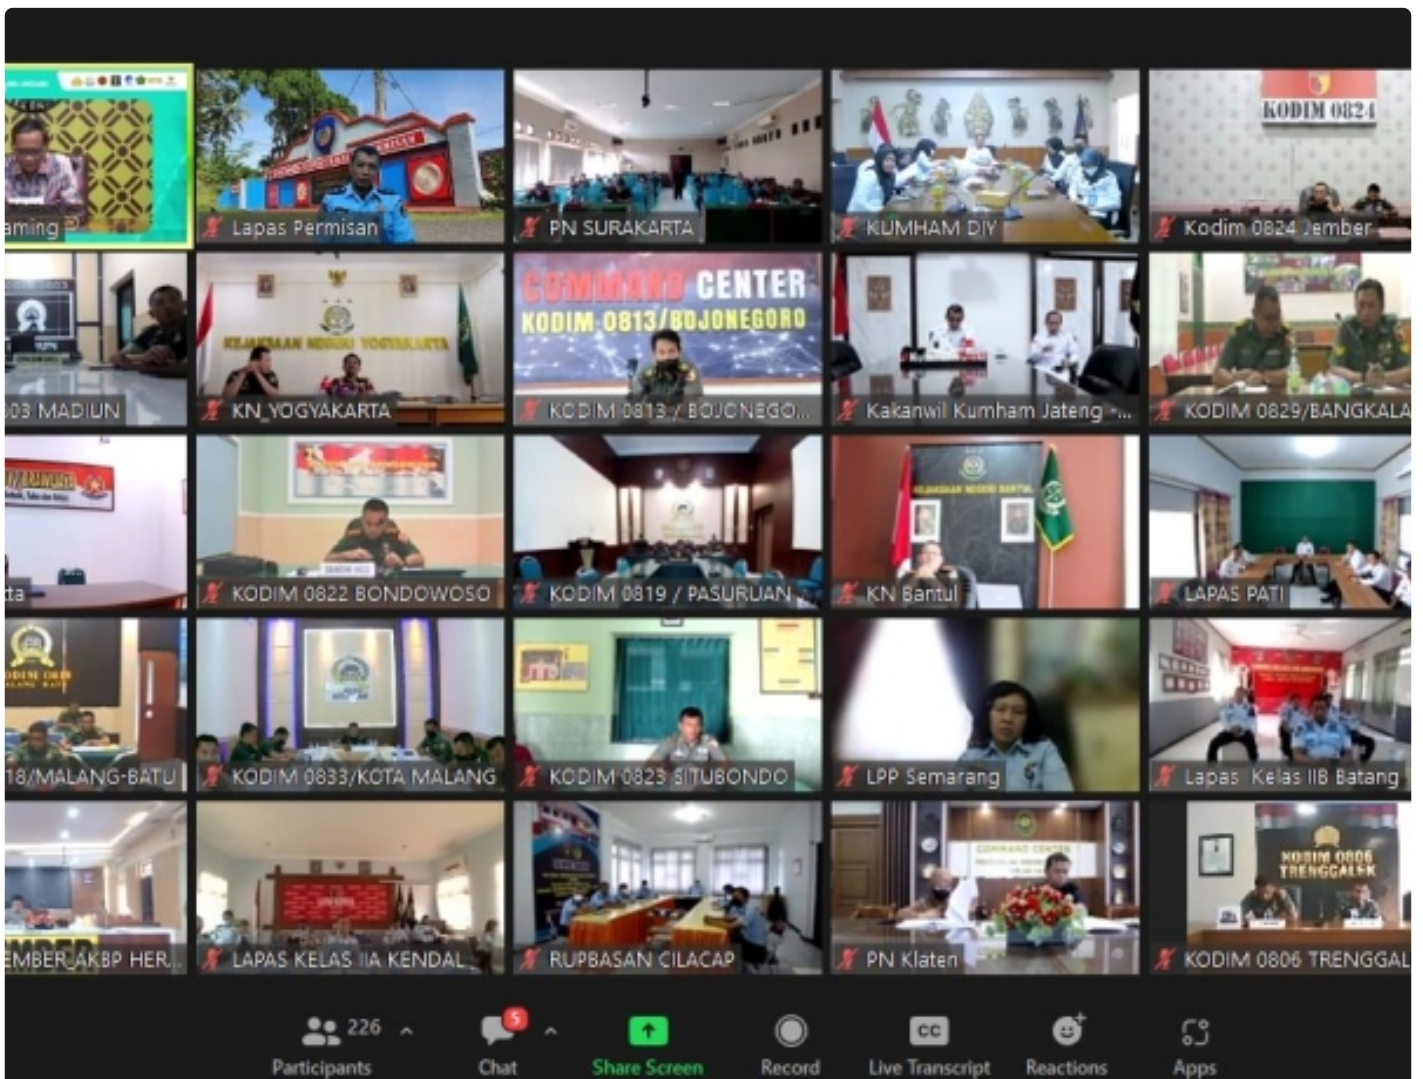 aming
Lapas Permisan
PN SURAKARTA
KUMHAM DIY
KODIM 0824
Kodim 0824 Jember
03 MADIUN
KEJAKSAAN NEGERI YOGYAKARTA
KN_YOGYAKARTA
COMMAND CENTER
KODIM 0813/BOJONEGORO
KODIM 0813 / BOJONEGO...
Kakanwil Kumham Jateng -...
KODIM 0829/BANGKALA
ta
KODIM 0822 BONDOWOSO
KODIM 0819 / PASURUAN
KEJAKSAAN NEGERI BANTUL
KN Bantul
LAPAS PATI
18/MALANG-BATU
KODIM 0833/KOTA MALANG
KODIM 0823 SITUBONDO
LPP Semarang
Lapas Kelas IIB Batang
EMBER_AKBP HER...
LAPAS KELAS IIA KENDAL
RUPBASAN CILACAP
COMMAND CENTER
PN Klaten
KODIM 0806
TRENGGALEK
KODIM 0806 TRENGGAL
226
5
Participants
Chat
Share Screen
Record
CC
Live Transcript
Reactions
Apps